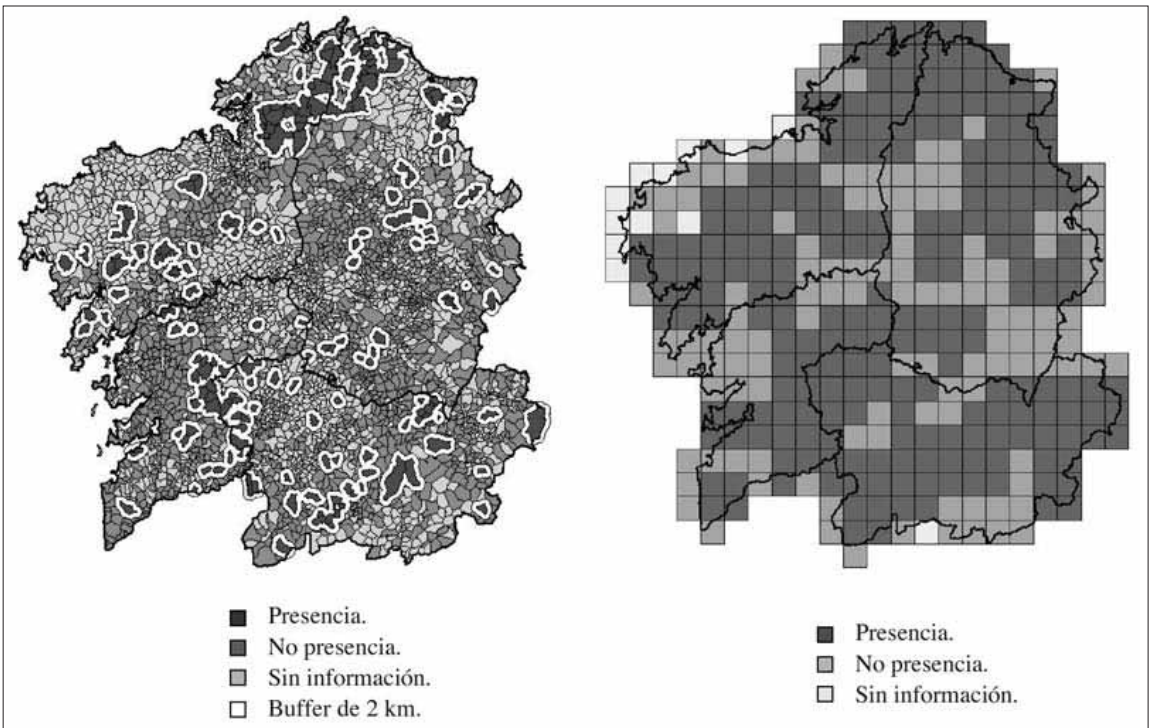 Presencia.
No presencia.
Sin información.
Buffer de 2 km.
Presencia.
No presencia.
Sin información.